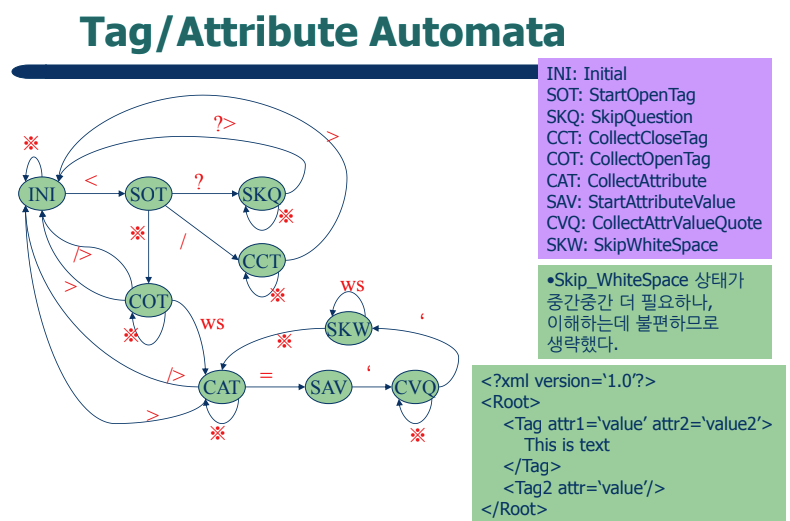 Tag/Attribute Automata
INI: Initial
SOT: StartOpenTag
SKQ: SkipQuestion
CCT: CollectCloseTag
COT: CollectOpenTag
CAT: CollectAttribute
SAV: StartAttributeValue
CVQ: CollectAttrValueQuote
SKW: SkipWhiteSpace
•Skip_WhiteSpace 상태가
중간중간 더 필요하나,
이해하는데 불편하므로
생략했다.
<?xml version=‘1.0’?>
<Root>
<Tag attr1=‘value’ attr2=‘value2’>
This is text
</Tag>
<Tag2 attr=‘value’/>
</Root>
?>
>
※
INI
<
SOT
?
SKQ
※
※
/
CCT
※
/>
>
COT
※
ws
ws
SKW
※
‘
/>
CAT
=
SAV
‘
CVQ
>
※
※